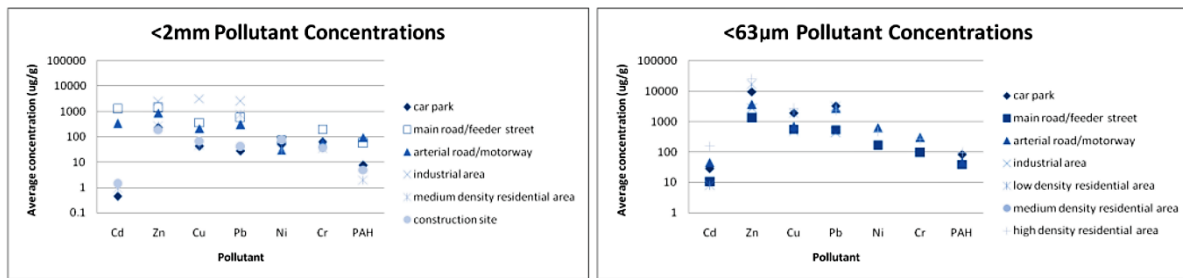 <2mm Pollutant Concentrations
Average concentration (ug/g)
100000
10000
1000
100
10
1
0.1
Cd Zn Cu Pb Ni Cr PAH
Pollutant
car park
main road/feeder street
arterial road/motorway
industrial area
medium density residential area
construction site
<63µm Pollutant Concentrations
Average concentration (ug/g)
100000
10000
1000
100
10
1
Cd Zn Cu Pb Ni Cr PAH
Pollutant
car park
main road/feeder street
arterial road/motorway
industrial area
low density residential area
medium density residential area
high density residential area